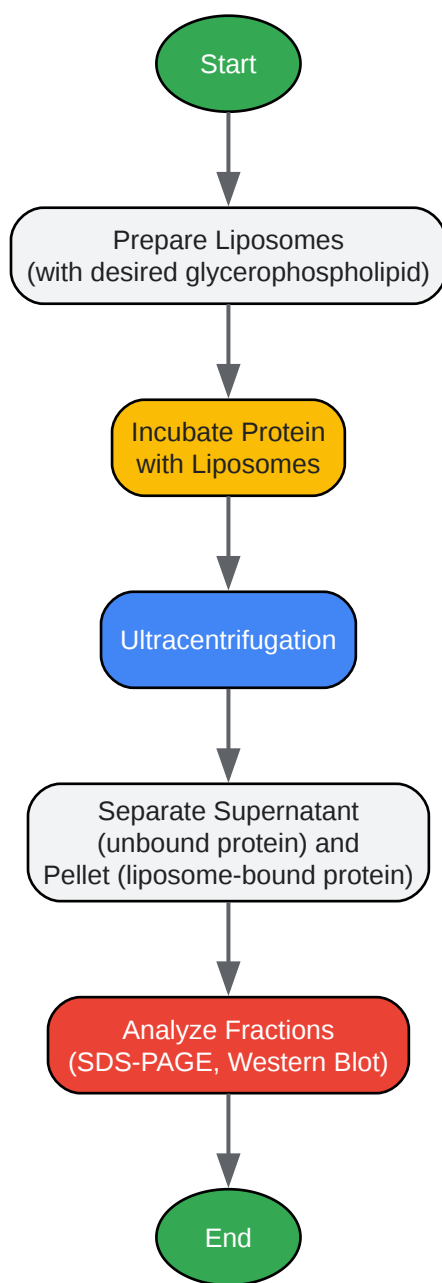 Start
Prepare Liposomes
(with desired glycerophospholipid)
Incubate Protein
with Liposomes
Ultracentrifugation
Separate Supernatant
(unbound protein) and
Pellet (liposome-bound protein)
Analyze Fractions
(SDS-PAGE, Western Blot)
End